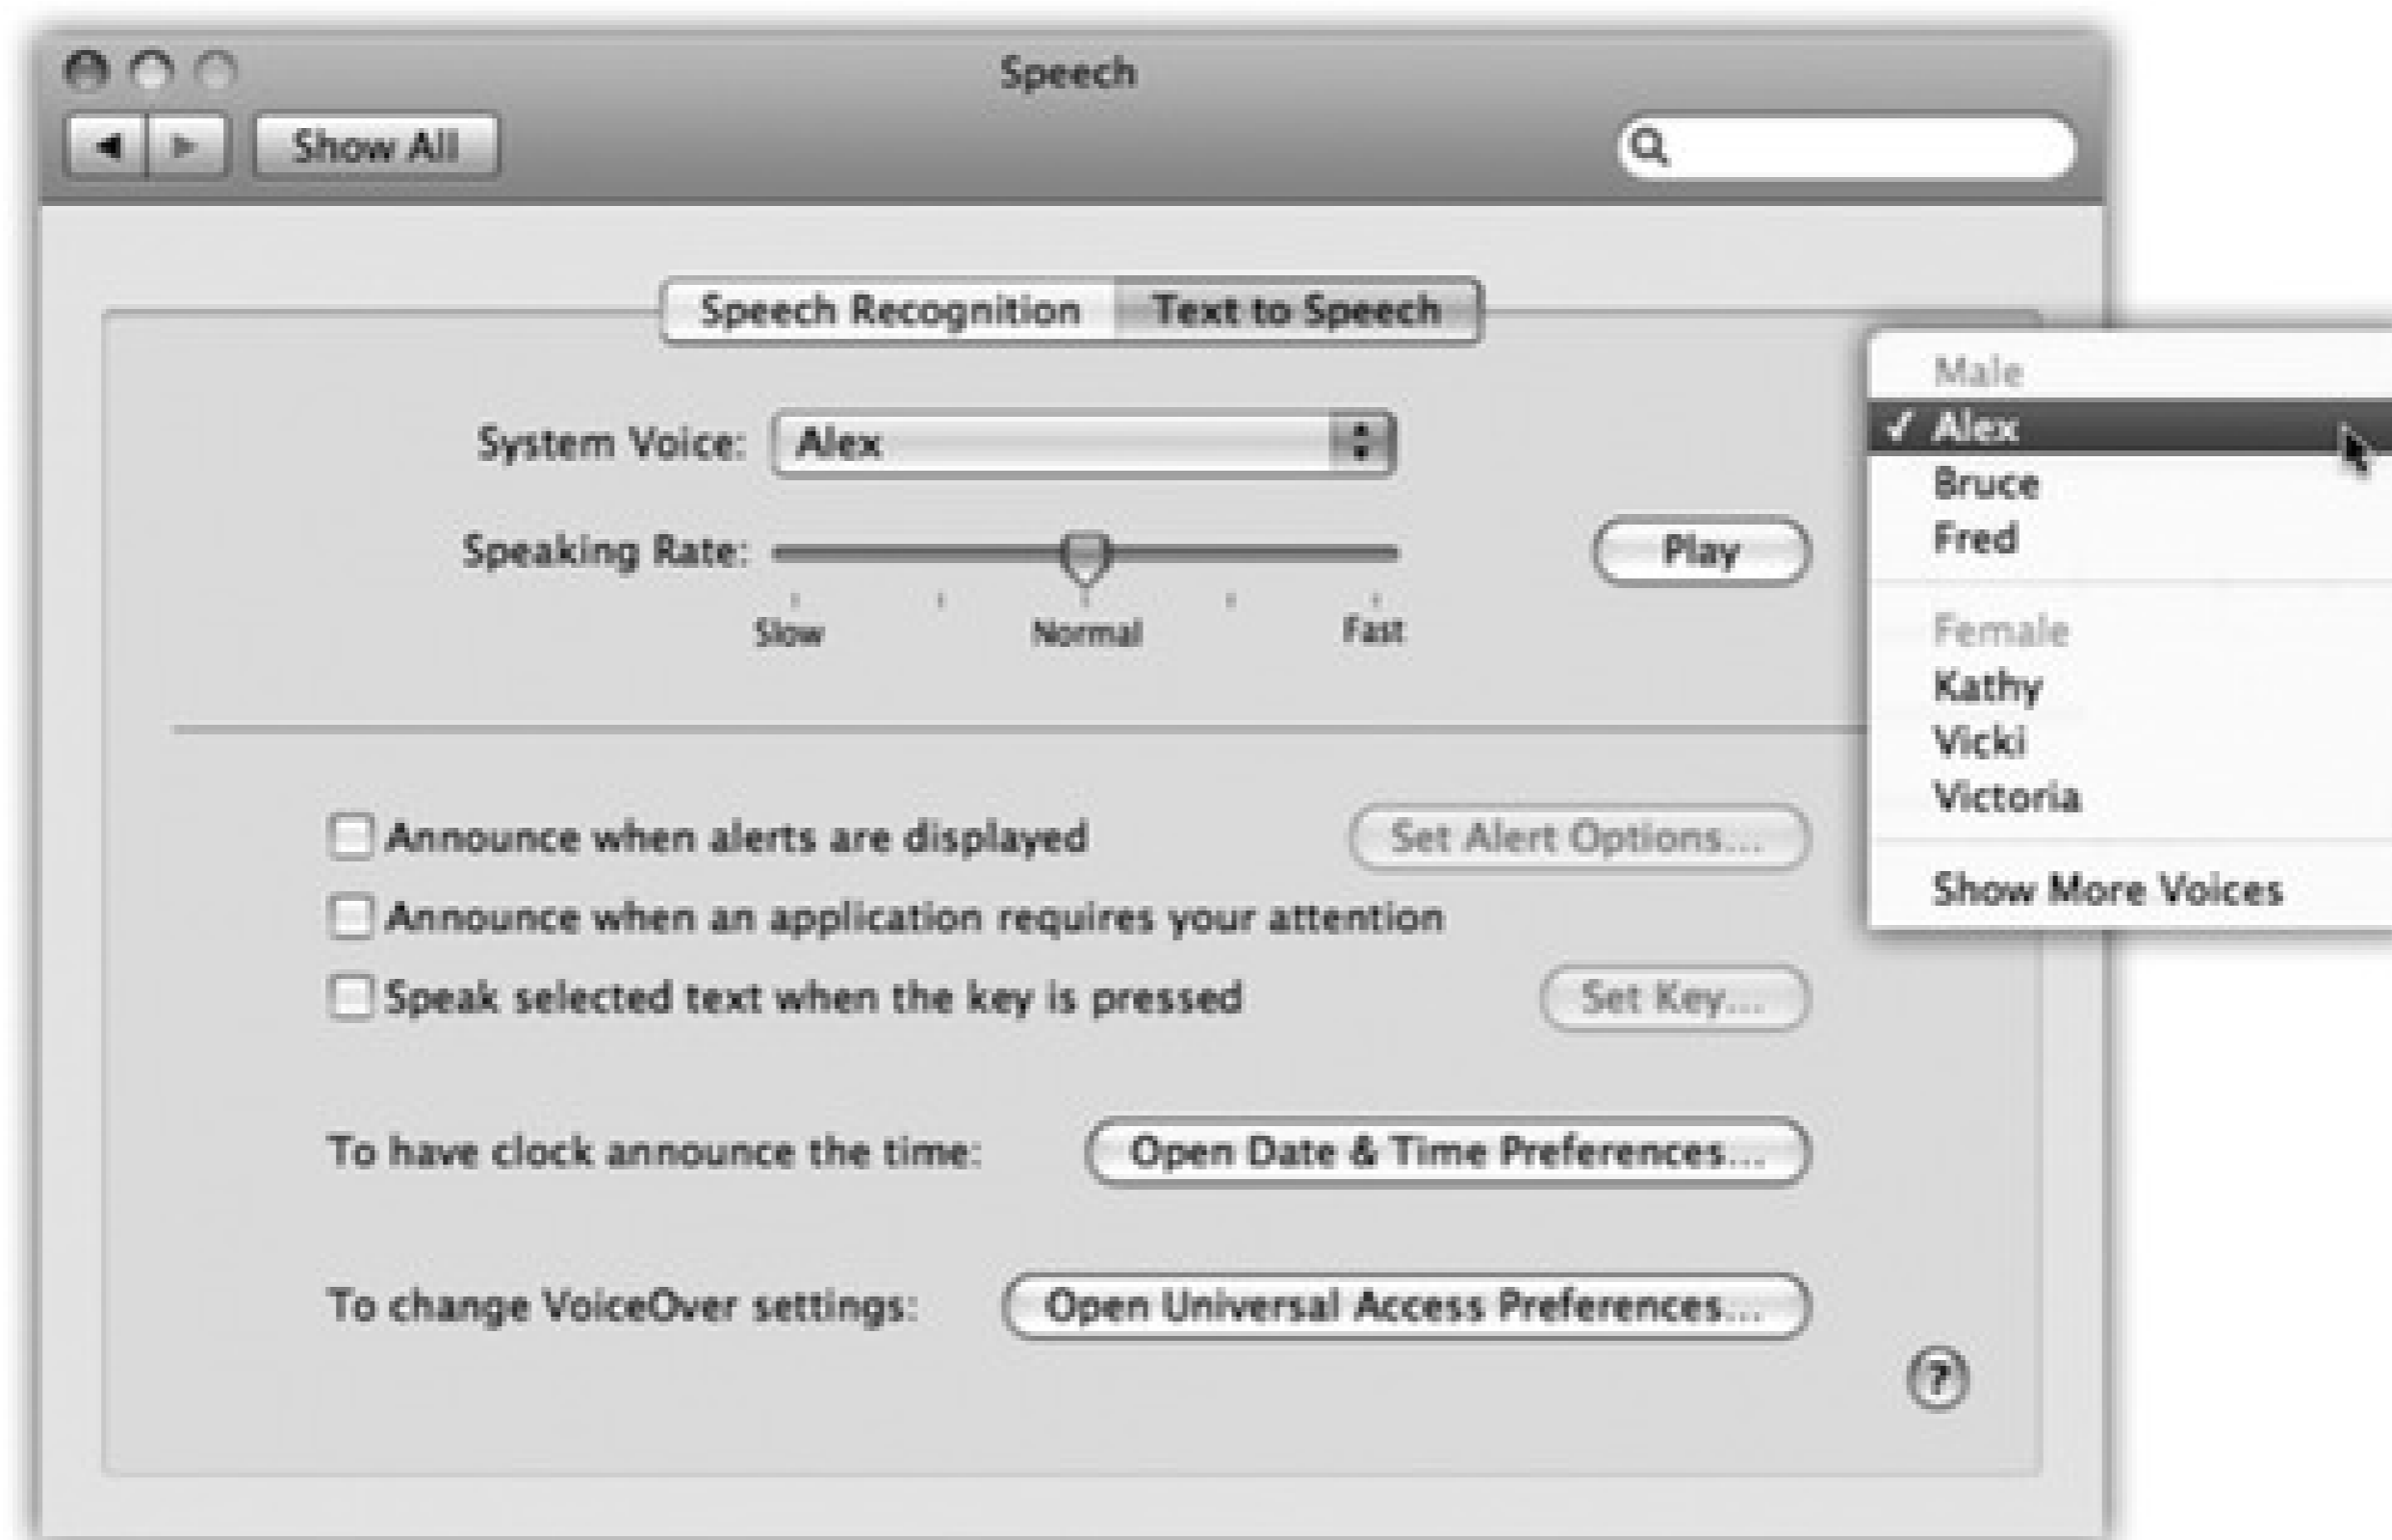 Speech
Show All
Speech Recognition Text to Speech
System Voice: Alex
Speaking Rate:
Slow Normal Fast
Play
Male
✓ Alex
Bruce
Fred
Female
Kathy
Vicki
Victoria
Show More Voices
Announce when alerts are displayed Set Alert Options...
Announce when an application requires your attention
Speak selected text when the key is pressed Set Key...
To have clock announce the time: Open Date & Time Preferences...
To change VoiceOver settings: Open Universal Access Preferences...
?